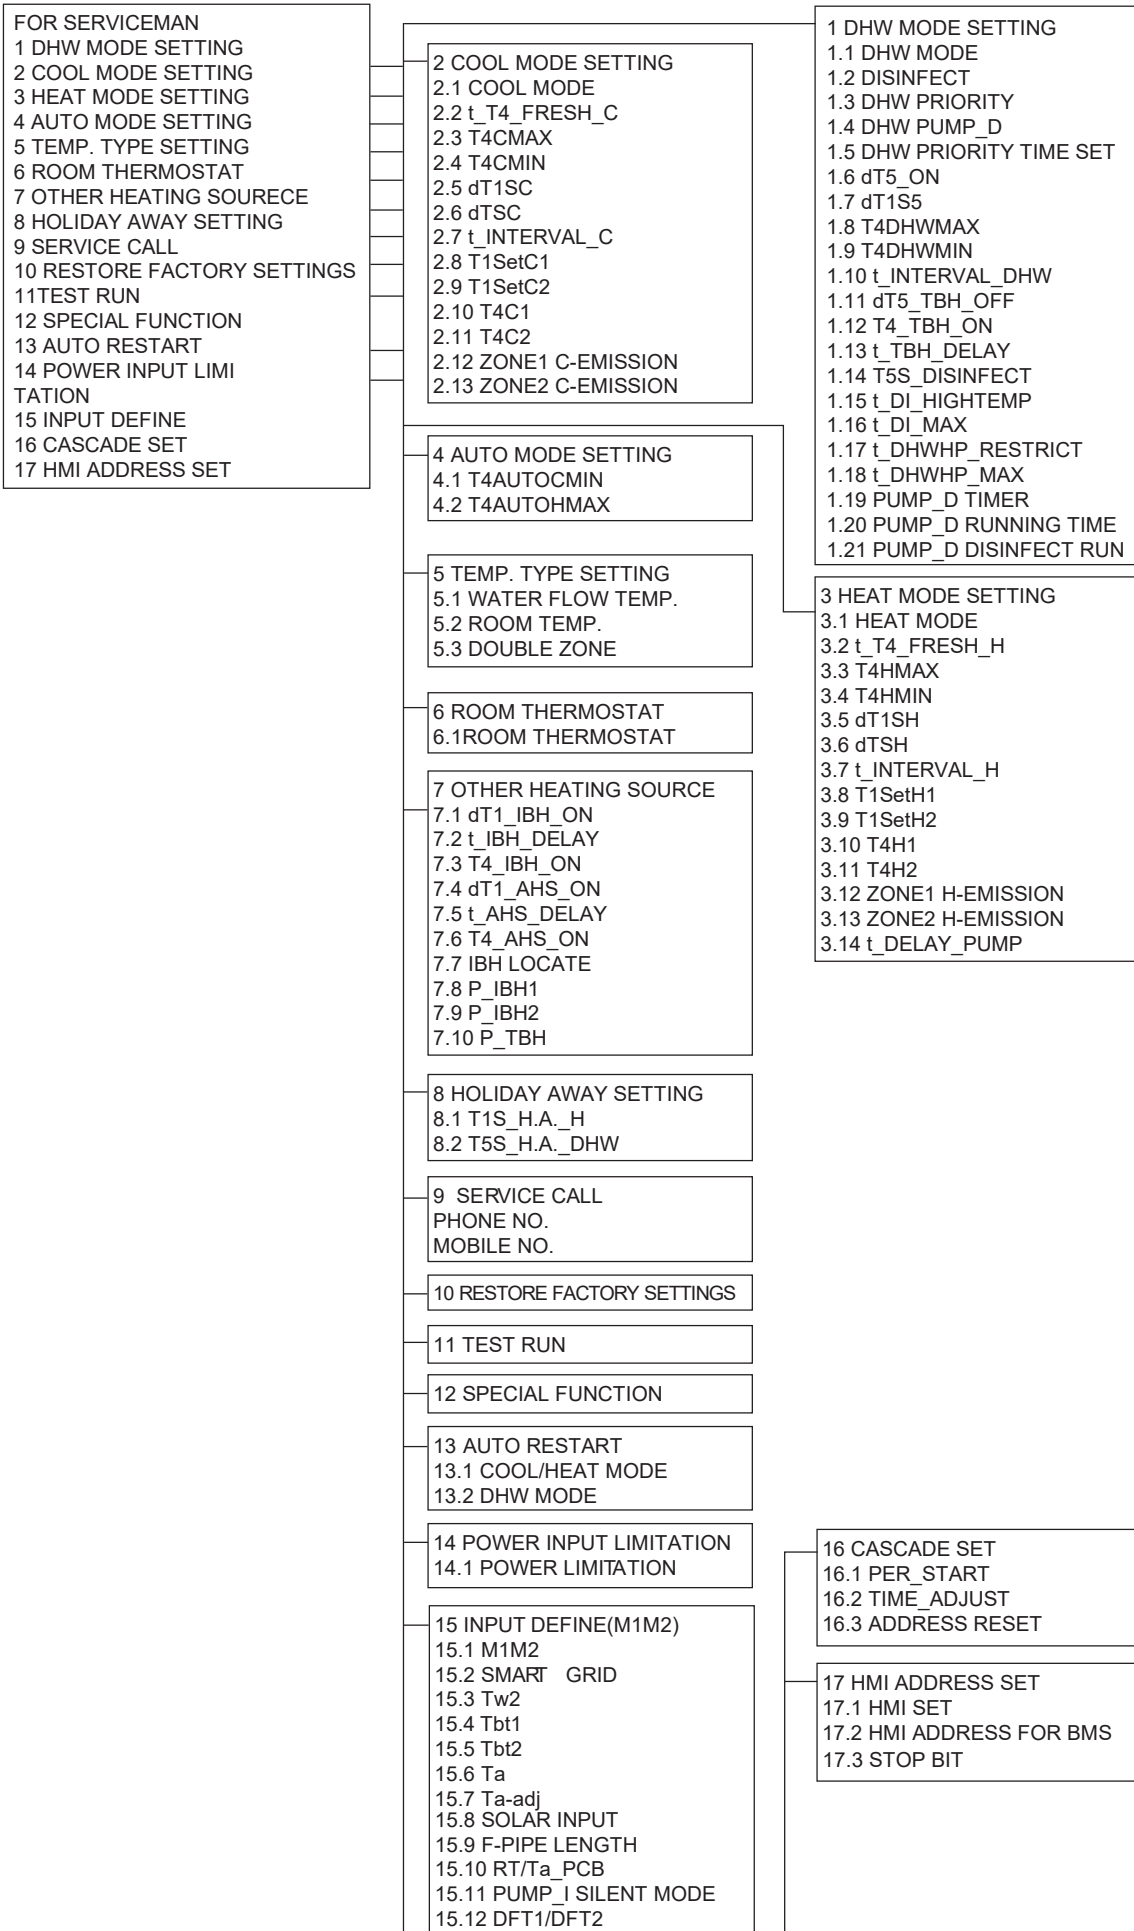 FOR SERVICEMAN
1 DHW MODE SETTING
2 COOL MODE SETTING
3 HEAT MODE SETTING
4 AUTO MODE SETTING
5 TEMP. TYPE SETTING
6 ROOM THERMOSTAT
7 OTHER HEATING SOURECE
8 HOLIDAY AWAY SETTING
9 SERVICE CALL
10 RESTORE FACTORY SETTINGS
11TEST RUN
12 SPECIAL FUNCTION
13 AUTO RESTART
14 POWER INPUT LIMI
TATION
15 INPUT DEFINE
16 CASCADE SET
17 HMI ADDRESS SET
1 DHW MODE SETTING
1.1 DHW MODE
1.2 DISINFECT
1.3 DHW PRIORITY
1.4 DHW PUMP_D
1.5 DHW PRIORITY TIME SET
1.6 dT5_ON
1.7 dT1S5
1.8 T4DHWMAX
1.9 T4DHWMIN
1.10 t_INTERVAL_DHW
1.11 dT5_TBH_OFF
1.12 T4_TBH_ON
1.13 t_TBH_DELAY
1.14 T5S_DISINFECT
1.15 t_DI_HIGHTEMP
1.16 t_DI_MAX
1.17 t_DHWHP_RESTRICT
1.18 t_DHWHP_MAX
1.19 PUMP_D TIMER
1.20 PUMP_D RUNNING TIME
1.21 PUMP_D DISINFECT RUN
2 COOL MODE SETTING
2.1 COOL MODE
2.2 t_T4_FRESH_C
2.3 T4CMAX
2.4 T4CMIN
2.5 dT1SC
2.6 dTSC
2.7 t_INTERVAL_C
2.8 T1SetC1
2.9 T1SetC2
2.10 T4C1
2.11 T4C2
2.12 ZONE1 C-EMISSION
2.13 ZONE2 C-EMISSION
3 HEAT MODE SETTING
3.1 HEAT MODE
3.2 t_T4_FRESH_H
3.3 T4HMAX
3.4 T4HMIN
3.5 dT1SH
3.6 dTSH
3.7 t_INTERVAL_H
3.8 T1SetH1
3.9 T1SetH2
3.10 T4H1
3.11 T4H2
3.12 ZONE1 H-EMISSION
3.13 ZONE2 H-EMISSION
3.14 t_DELAY_PUMP
4 AUTO MODE SETTING
4.1 T4AUTOCMIN
4.2 T4AUTOHMAX
5 TEMP. TYPE SETTING
5.1 WATER FLOW TEMP.
5.2 ROOM TEMP.
5.3 DOUBLE ZONE
6 ROOM THERMOSTAT
6.1ROOM THERMOSTAT
7 OTHER HEATING SOURCE
7.1 dT1_IBH_ON
7.2 t_IBH_DELAY
7.3 T4_IBH_ON
7.4 dT1_AHS_ON
7.5 t_AHS_DELAY
7.6 T4_AHS_ON
7.7 IBH LOCATE
7.8 P_IBH1
7.9 P_IBH2
7.10 P_TBH
8 HOLIDAY AWAY SETTING
8.1 T1S_H.A._H
8.2 T5S_H.A._DHW
9 SERVICE CALL
PHONE NO.
MOBILE NO.
10 RESTORE FACTORY SETTINGS
11 TEST RUN
12 SPECIAL FUNCTION
13 AUTO RESTART
13.1 COOL/HEAT MODE
13.2 DHW MODE
14 POWER INPUT LIMITATION
14.1 POWER LIMITATION
15 INPUT DEFINE(M1M2)
15.1 M1M2
15.2 SMART GRID
15.3 Tw2
15.4 Tbt1
15.5 Tbt2
15.6 Ta
15.7 Ta-adj
15.8 SOLAR INPUT
15.9 F-PIPE LENGTH
15.10 RT/Ta_PCB
15.11 PUMP_I SILENT MODE
15.12 DFT1/DFT2
16 CASCADE SET
16.1 PER_START
16.2 TIME_ADJUST
16.3 ADDRESS RESET
17 HMI ADDRESS SET
17.1 HMI SET
17.2 HMI ADDRESS FOR BMS
17.3 STOP BIT